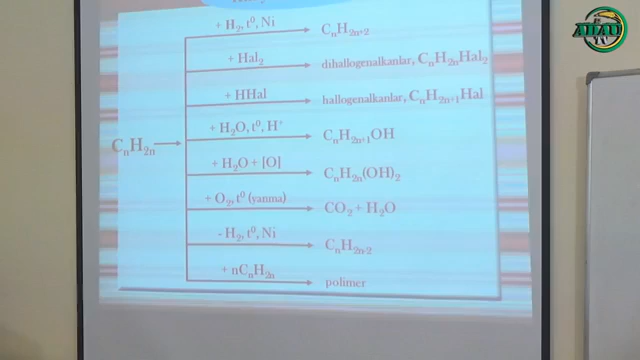 ADAU
+ H₂, t⁰, Ni
CₙH₂ₙ₊₂
+ Hal₂
dihallogenalkanlar, CₙH₂ₙHal₂
+ HHal
hallogenalkanlar, CₙH₂ₙ₊₁Hal
+ H₂O, t⁰, H⁺
CₙH₂ₙ₊₁OH
CₙH₂ₙ
+ H₂O + [O]
CₙH₂ₙ(OH)₂
+ O₂, t⁰ (yanma)
CO₂ + H₂O
- H₂, t⁰, Ni
CₙH₂ₙ₋₂
+ nCₙH₂ₙ
polimer